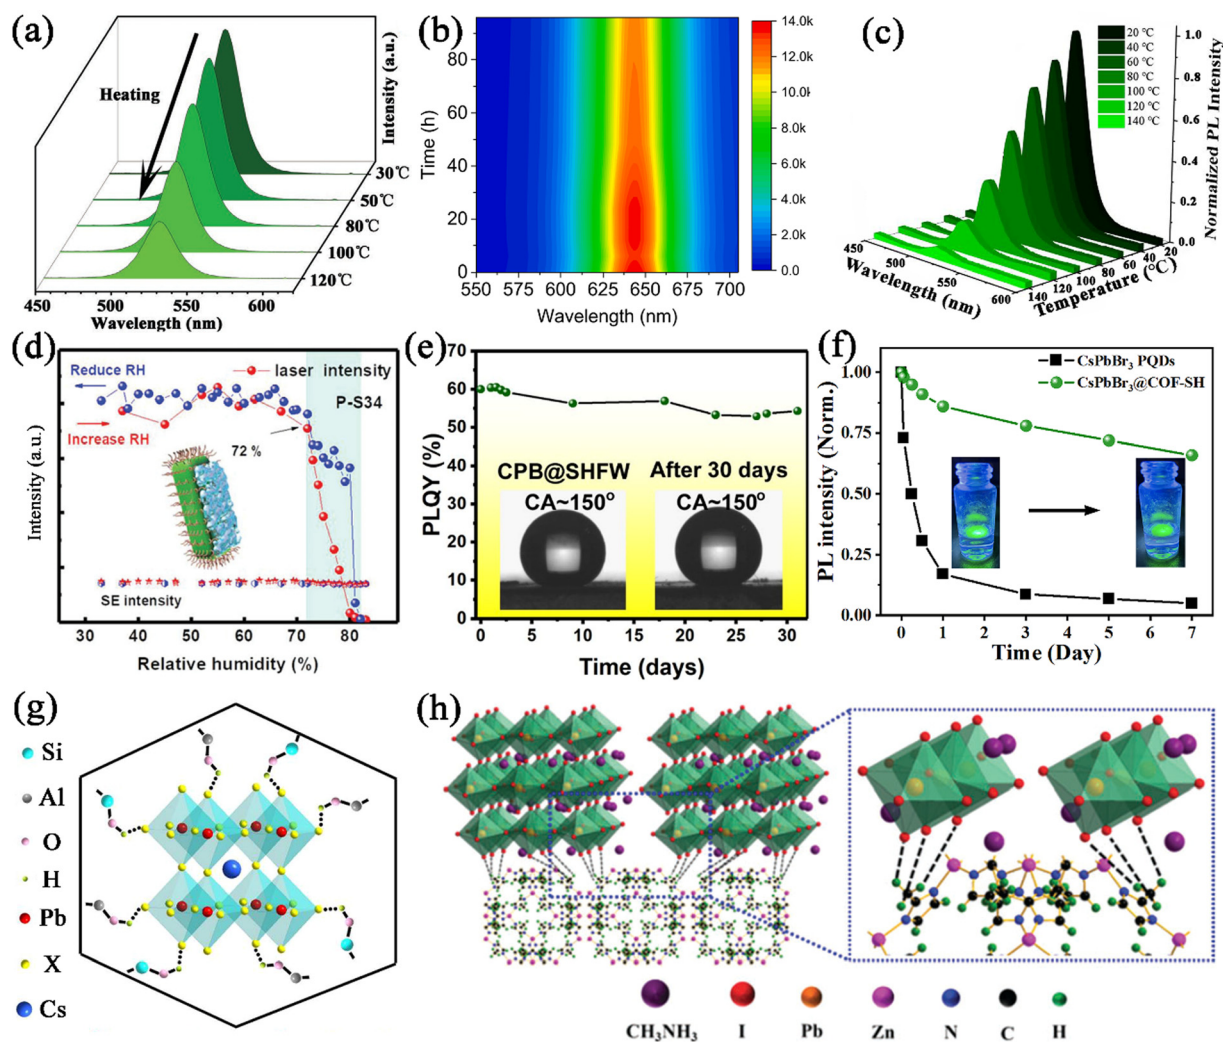 (a)
Heating
Intensity (a.u.)
30℃
50℃
80℃
100℃
120℃
450
500
550
600
Wavelength (nm)
(b)
Time (h)
80
60
40
20
0
550
575
600
625
650
675
700
Wavelength (nm)
14.0k
12.0k
10.0k
8.0k
6.0k
4.0k
2.0k
0.0
(c)
20 ℃
40 ℃
60 ℃
80 ℃
100 ℃
120 ℃
140 ℃
Normalized PL Intensity
1.0
0.8
0.6
0.4
0.2
0.0
450
500
550
600
Wavelength (nm)
140
120
100
80
60
40
20
Temperature (℃)
(d)
Reduce RH
laser intensity
P-S34
Increase RH
72 %
SE intensity
Intensity (a.u.)
30
40
50
60
70
80
Relative humidity (%)
(e)
PLQY (%)
70
60
50
40
30
20
10
0
CPB@SHFW
CA~150°
After 30 days
CA~150°
0
5
10
15
20
25
30
Time (days)
(f)
CsPbBr₃ PQDs
CsPbBr₃@COF-SH
PL intensity (Norm.)
1.00
0.75
0.50
0.25
0.00
0
1
2
3
4
5
6
7
Time (Day)
(g)
Si
Al
O
H
Pb
X
Cs
(h)
CH₃NH₃
I
Pb
Zn
N
C
H